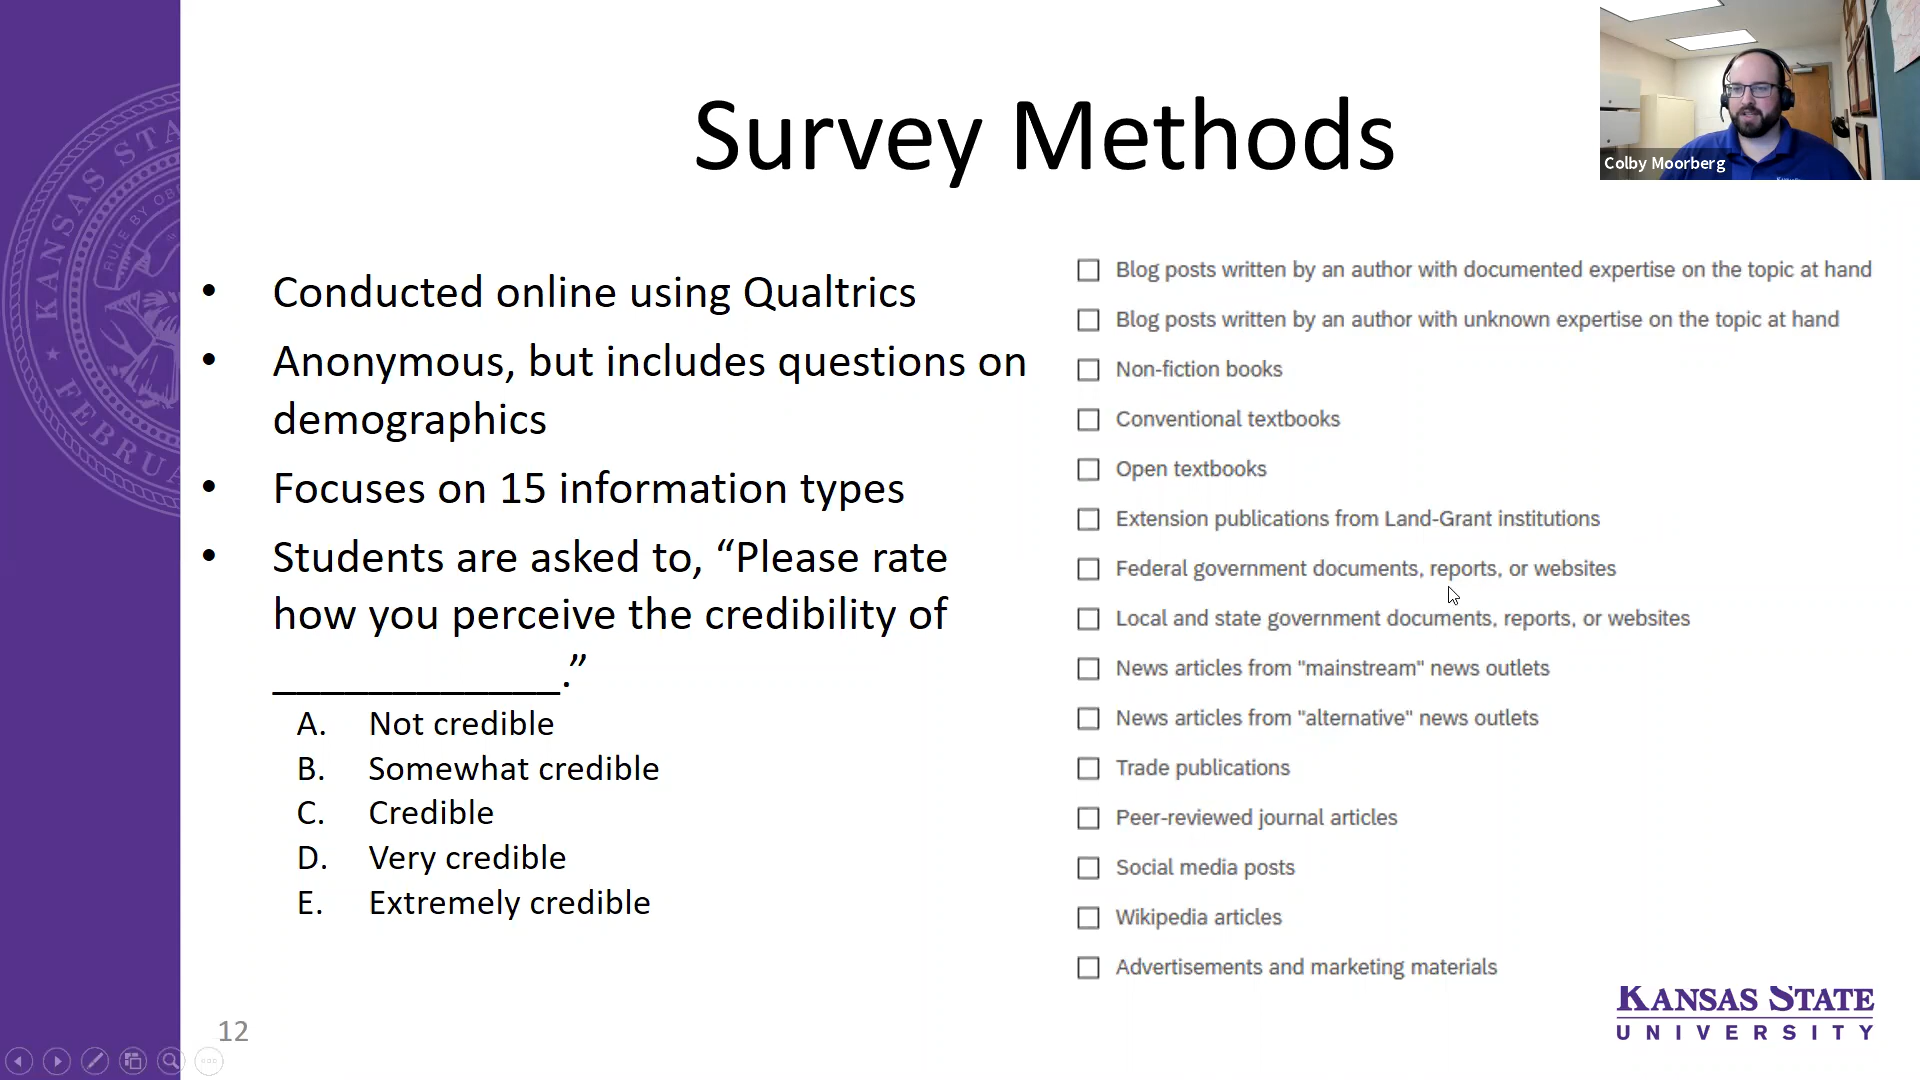 Survey Methods
Colby Moorberg
KANSAS STA
RULE BY OBE
FEBRUA
• Conducted online using Qualtrics
• Anonymous, but includes questions on
demographics
• Focuses on 15 information types
• Students are asked to, “Please rate
how you perceive the credibility of
_____________.”
A. Not credible
B. Somewhat credible
C. Credible
D. Very credible
E. Extremely credible
Blog posts written by an author with documented expertise on the topic at hand
Blog posts written by an author with unknown expertise on the topic at hand
Non-fiction books
Conventional textbooks
Open textbooks
Extension publications from Land-Grant institutions
Federal government documents, reports, or websites
Local and state government documents, reports, or websites
News articles from "mainstream" news outlets
News articles from "alternative" news outlets
Trade publications
Peer-reviewed journal articles
Social media posts
Wikipedia articles
Advertisements and marketing materials
12
KANSAS STATE
UNIVERSITY